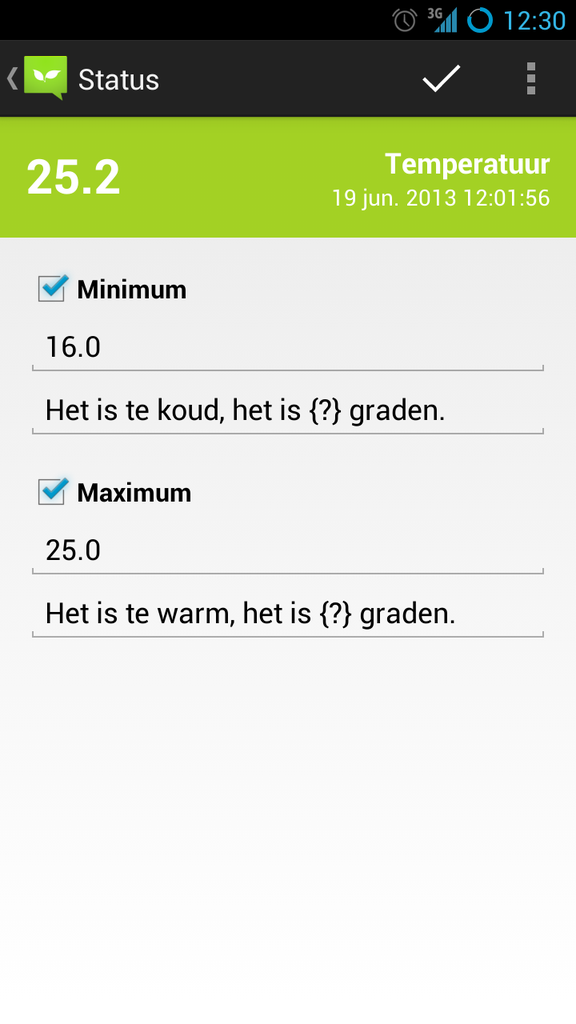 3G 12:30
Status
25.2
Temperatuur
19 jun. 2013 12:01:56
Minimum
16.0
Het is te koud, het is {?} graden.
Maximum
25.0
Het is te warm, het is {?} graden.